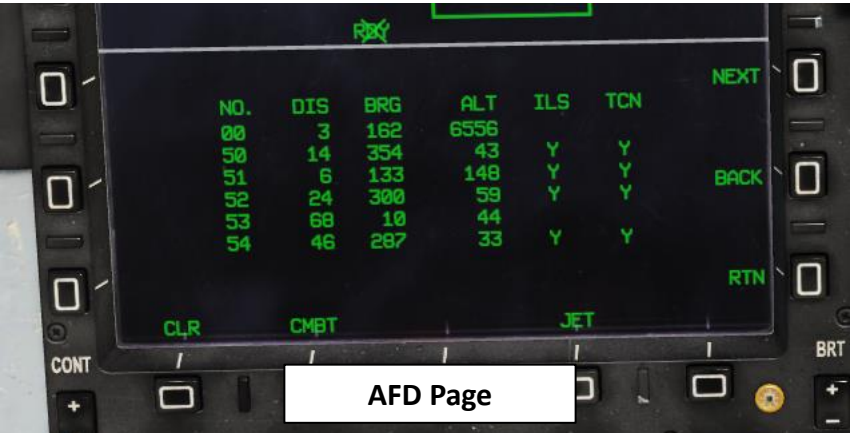 RDY
NEXT
NO. DIS BRG ALT ILS TCN
00 3 162 6556
50 14 354 43 Y Y
51 6 133 148 Y Y
52 24 300 59 Y Y
53 68 10 44
54 46 287 33 Y Y
BACK
RTN
CLR CMBT JET
CONT BRT
+ +
-
AFD Page